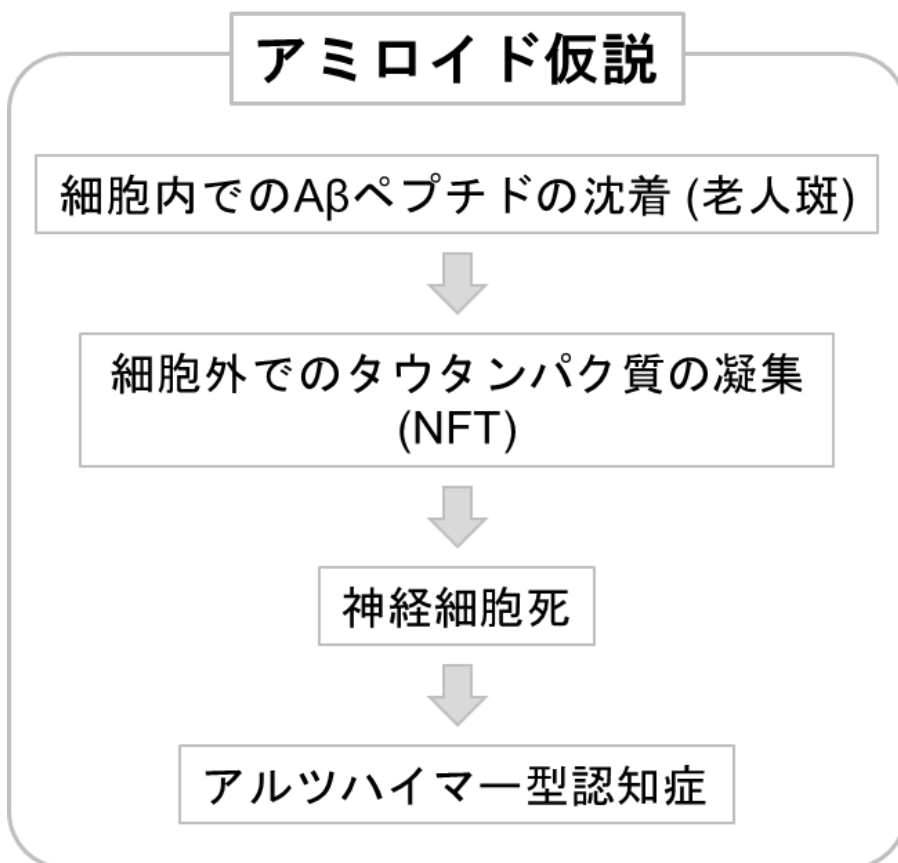 アミロイド仮説
細胞内でのAβペプチドの沈着 (老人斑)
細胞外でのタウタンパク質の凝集
(NFT)
神経細胞死
アルツハイマー型認知症